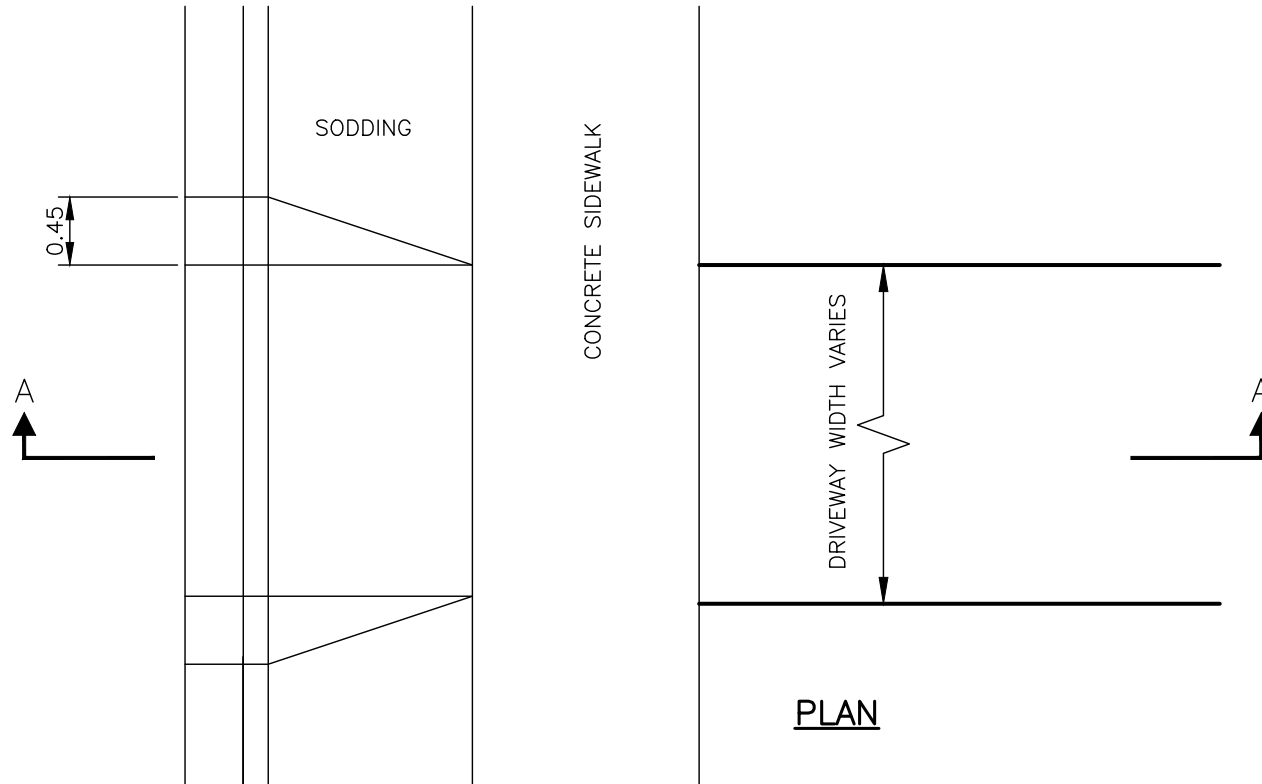 SODDING
CONCRETE SIDEWALK
0.45
DRIVEWAY WIDTH VARIES
A
A
PLAN